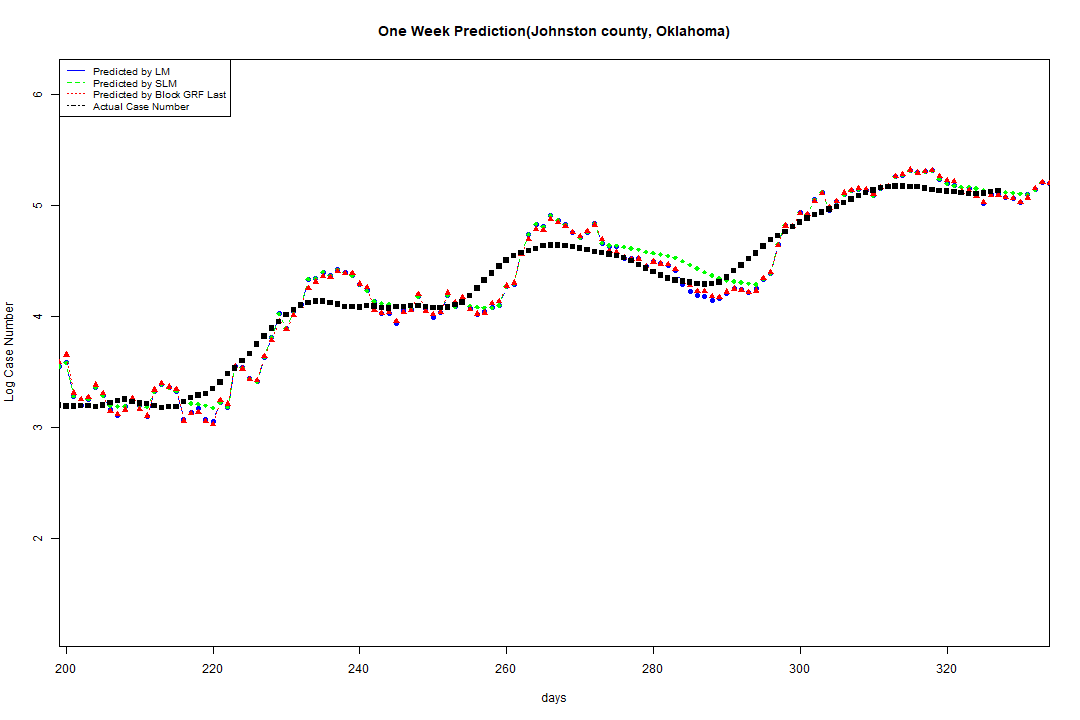 One Week Prediction(Johnston county, Oklahoma)
Predicted by LM
Predicted by SLM
Predicted by Block GRF Last
Actual Case Number
Log Case Number
6
5
4
3
2
200 220 240 260 280 300 320
days